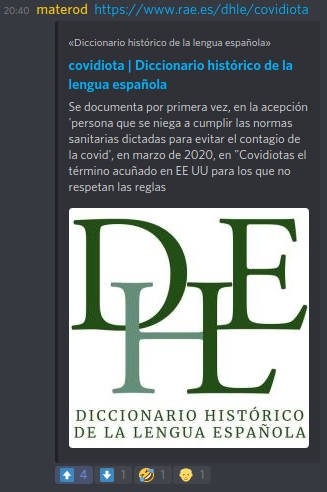 20:40 materod https://www.rae.es/dhle/covidiota
«Diccionario histórico de la lengua española»
covidiota | Diccionario histórico de la
lengua española
Se documenta por primera vez, en la acepción
'persona que se niega a cumplir las normas
sanitarias dictadas para evitar el contagio de
la covid', en marzo de 2020, en "Covidiotas el
término acuñado en EE UU para los que no
respetan las reglas
DHLE
DICCIONARIO HISTÓRICO
DE LA LENGUA ESPAÑOLA
4 1 1 1